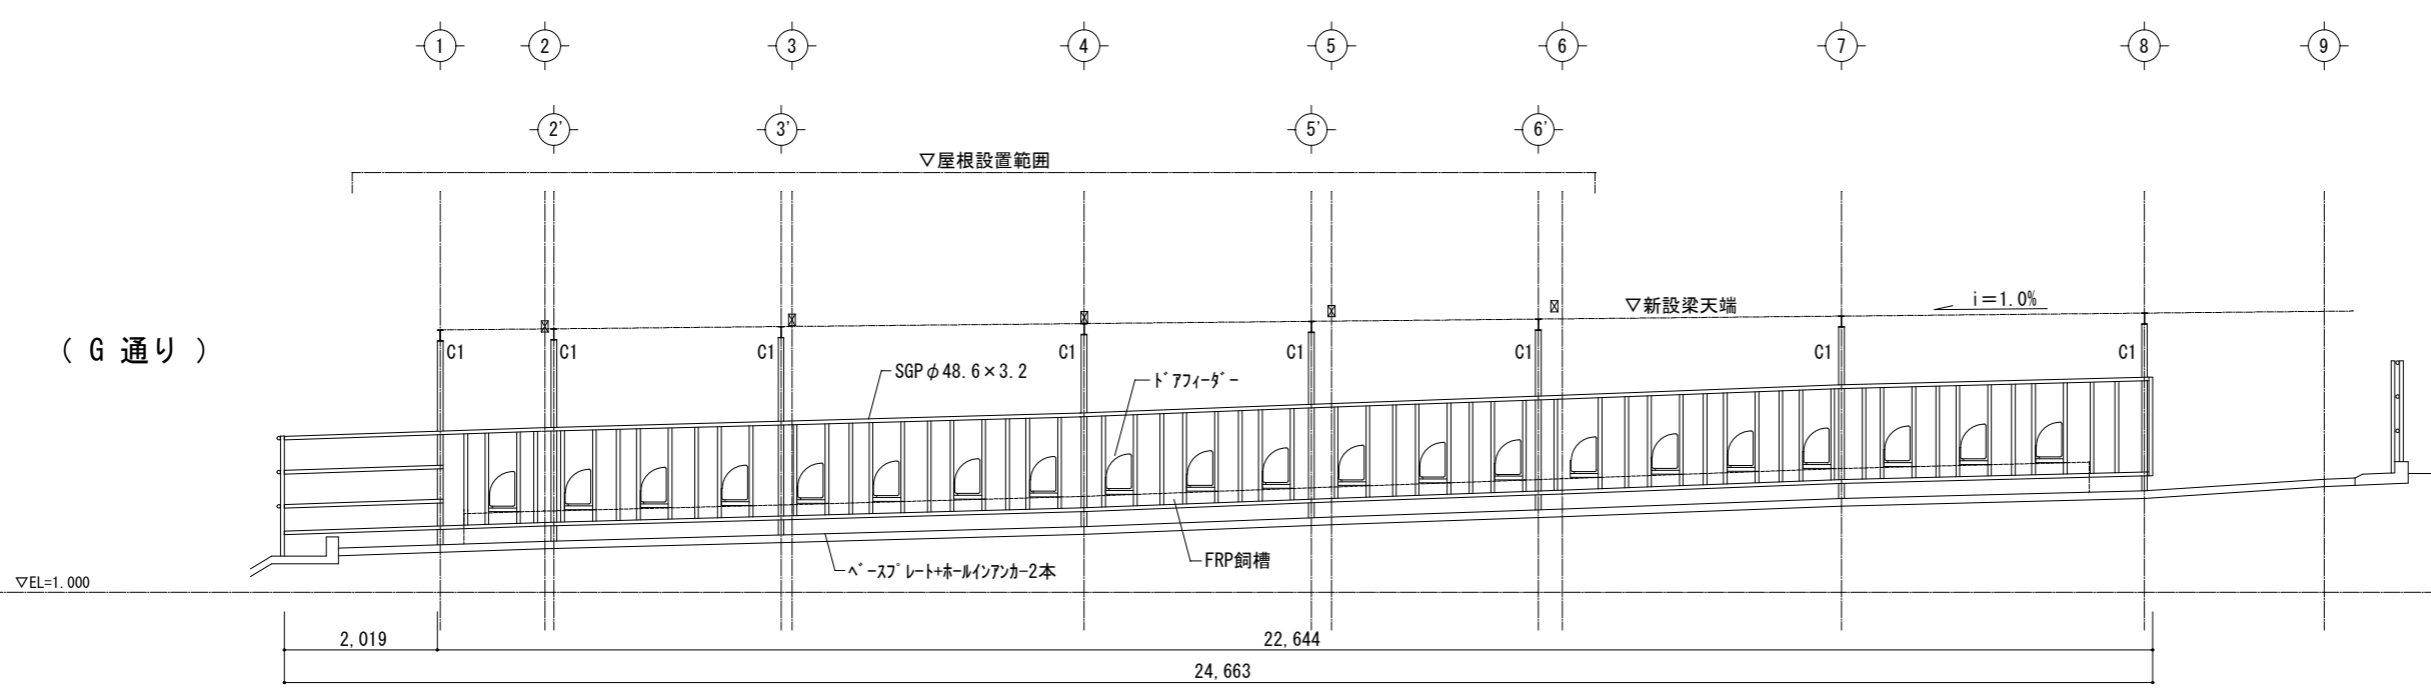 1 2 3 4 5 6 7 8 9
2' 3' 5' 6'
▽屋根設置範囲
i＝1.0%
▽新設梁天端
( G 通り )
C1 C1 C1 C1 C1 C1 C1 C1
SGPφ48.6×3.2
ﾄﾞｱﾌｨｰﾀﾞｰ
FRP飼槽
ﾍﾞｰｽﾌﾟﾚｰﾄ+ﾎｰﾙｲﾝｱﾝｶｰ2本
▽EL=1.000
2,019 22,644
24,663